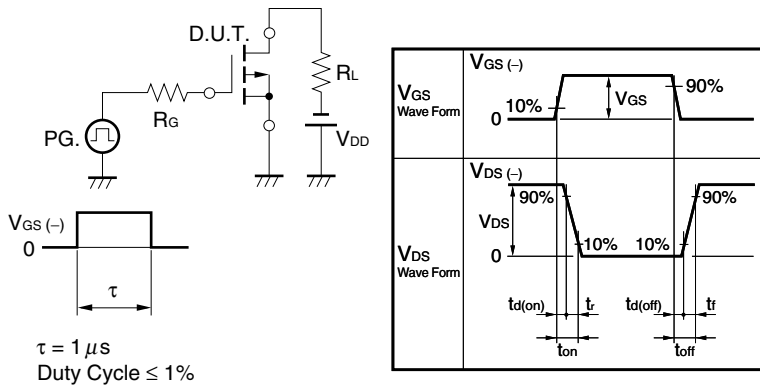 D.U.T.
RL
RG
PG.
VDD
VGS (−)
0
τ
τ = 1 μs
Duty Cycle ≤ 1%
VGS
Wave Form
VGS (−)
10%
0
VGS
90%
VDS
Wave Form
VDS (−)
90%
VDS
0
10%
10%
90%
td(on)
tr
td(off)
tf
ton
toff